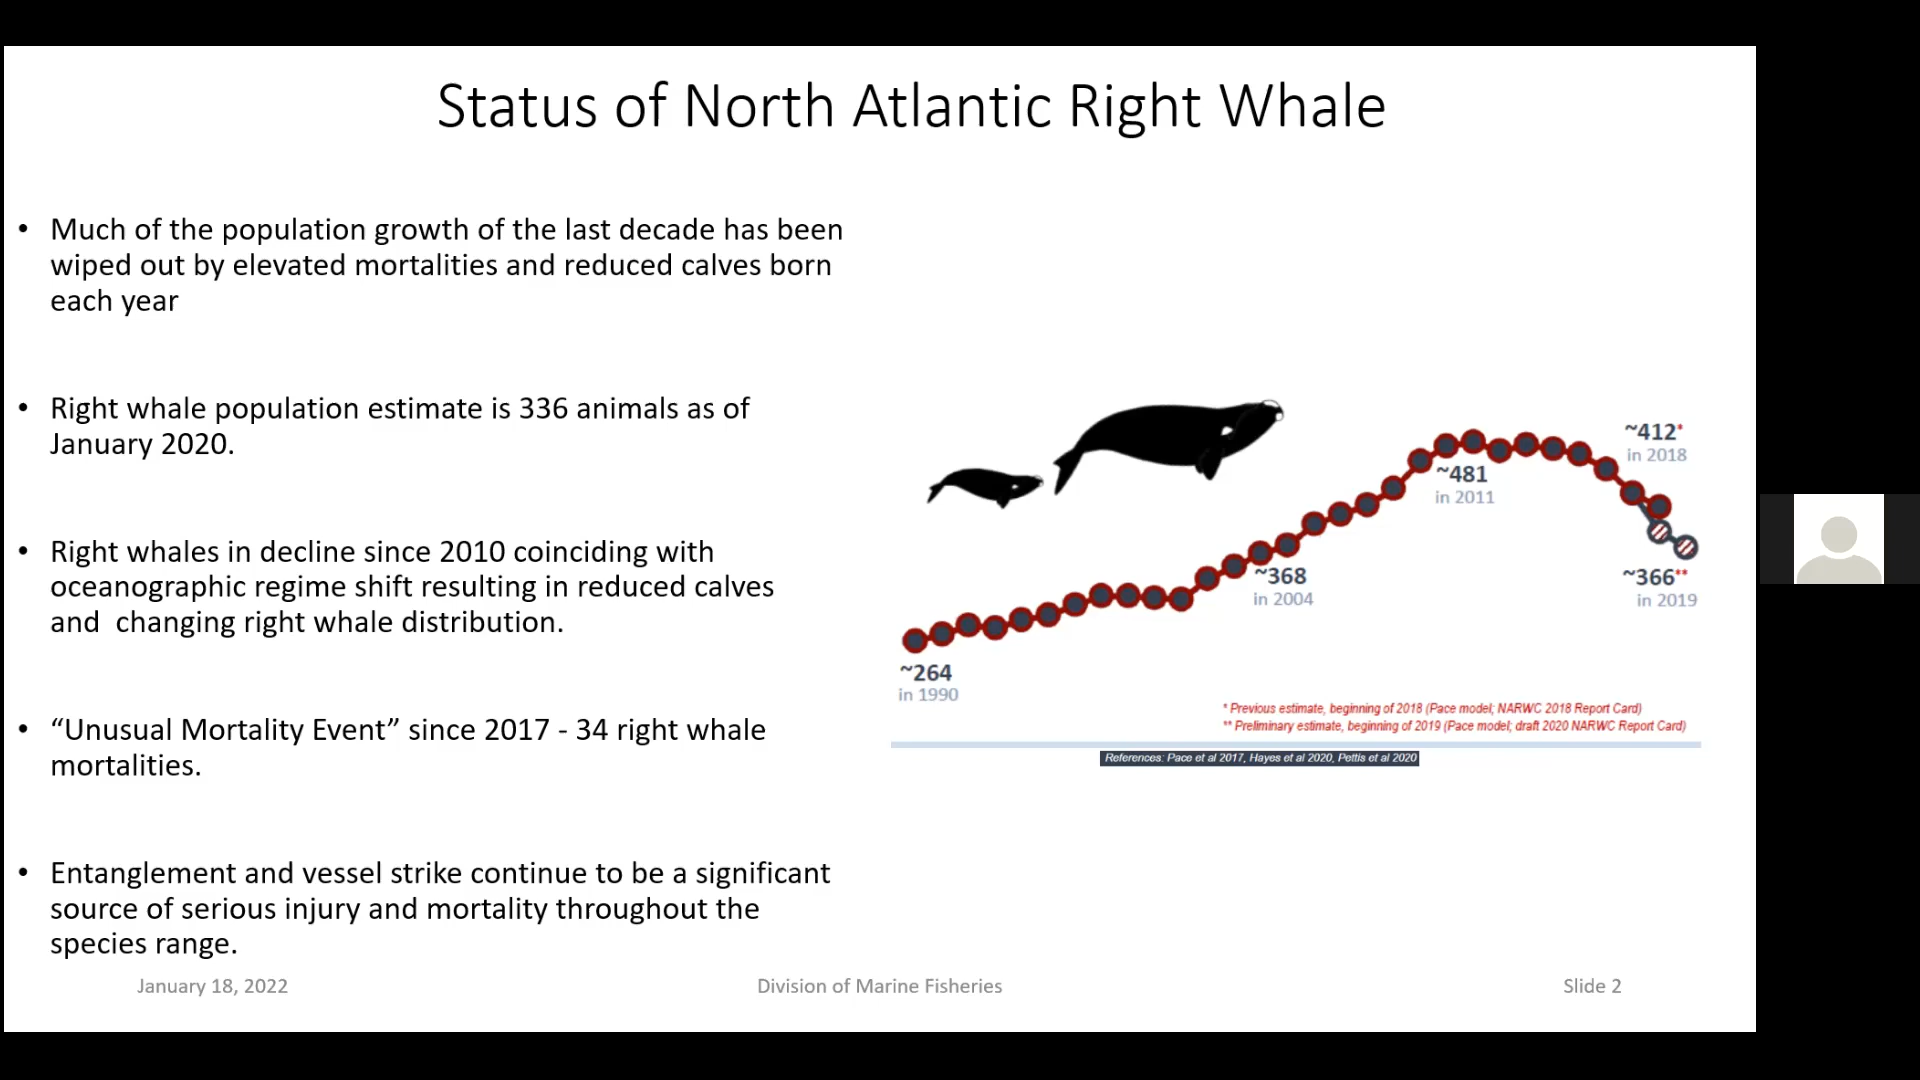 Status of North Atlantic Right Whale
• Much of the population growth of the last decade has been
wiped out by elevated mortalities and reduced calves born
each year
• Right whale population estimate is 336 animals as of
January 2020.
• Right whales in decline since 2010 coinciding with
oceanographic regime shift resulting in reduced calves
and  changing right whale distribution.
• “Unusual Mortality Event” since 2017 - 34 right whale
mortalities.
• Entanglement and vessel strike continue to be a significant
source of serious injury and mortality throughout the
species range.
~264
in 1990
~368
in 2004
~481
in 2011
~412*
in 2018
~366**
in 2019
* Previous estimate, beginning of 2018 (Pace model; NARWC 2018 Report Card)
** Preliminary estimate, beginning of 2019 (Pace model; draft 2020 NARWC Report Card)
References: Pace et al 2017, Hayes et al 2020, Pettis et al 2020
January 18, 2022
Division of Marine Fisheries
Slide 2